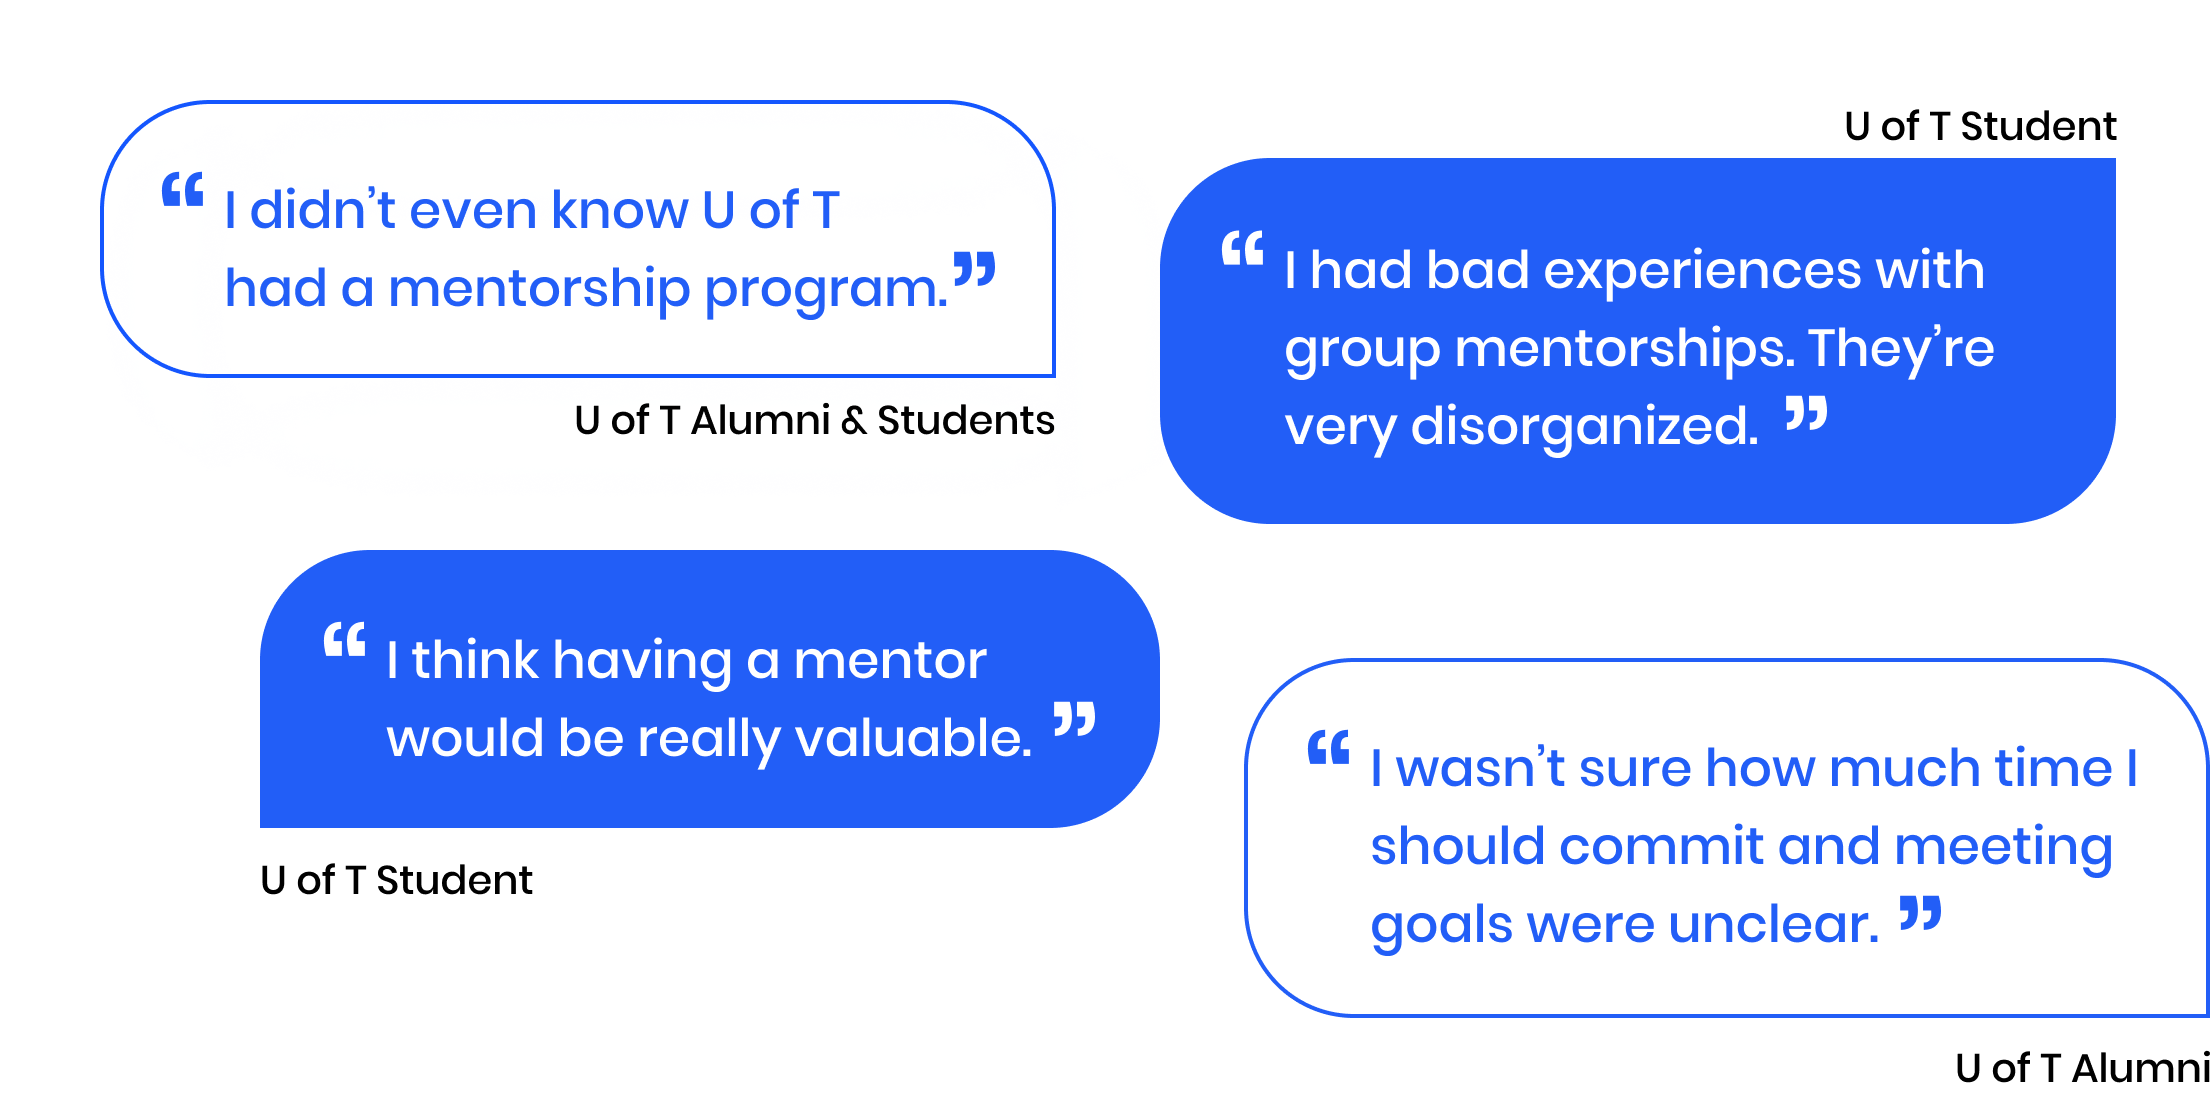 “ I didn’t even know U of T
had a mentorship program.”
U of T Alumni & Students
U of T Student
“ I had bad experiences with
group mentorships. They’re
very disorganized. ”
“ I think having a mentor
would be really valuable. ”
U of T Student
“ I wasn’t sure how much time I
should commit and meeting
goals were unclear. ”
U of T Alumni